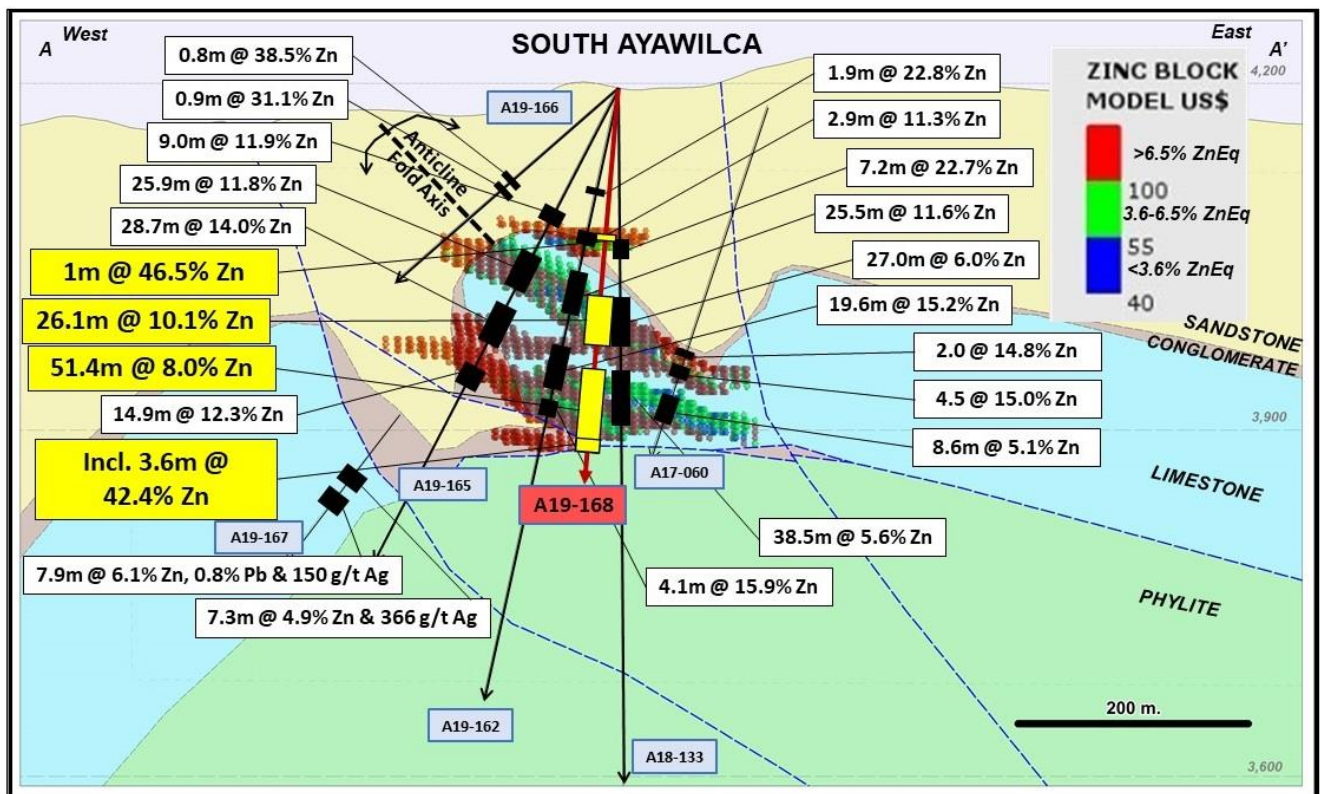 West
A
SOUTH AYAWILCA
East
A'
0.8m @ 38.5% Zn
0.9m @ 31.1% Zn
9.0m @ 11.9% Zn
25.9m @ 11.8% Zn
28.7m @ 14.0% Zn
1m @ 46.5% Zn
26.1m @ 10.1% Zn
51.4m @ 8.0% Zn
14.9m @ 12.3% Zn
Incl. 3.6m @
42.4% Zn
A19-167
7.9m @ 6.1% Zn, 0.8% Pb & 150 g/t Ag
7.3m @ 4.9% Zn & 366 g/t Ag
A19-166
Anticline
Fold Axis
A19-165
A19-168
A17-060
A19-162
A18-133
1.9m @ 22.8% Zn
2.9m @ 11.3% Zn
7.2m @ 22.7% Zn
25.5m @ 11.6% Zn
27.0m @ 6.0% Zn
19.6m @ 15.2% Zn
2.0 @ 14.8% Zn
4.5 @ 15.0% Zn
8.6m @ 5.1% Zn
38.5m @ 5.6% Zn
4.1m @ 15.9% Zn
ZINC BLOCK
MODEL US$
>6.5% ZnEq
100
3.6-6.5% ZnEq
55
<3.6% ZnEq
40
4,200
SANDSTONE
CONGLOMERATE
3,900
LIMESTONE
PHYLITE
200 m.
3,600